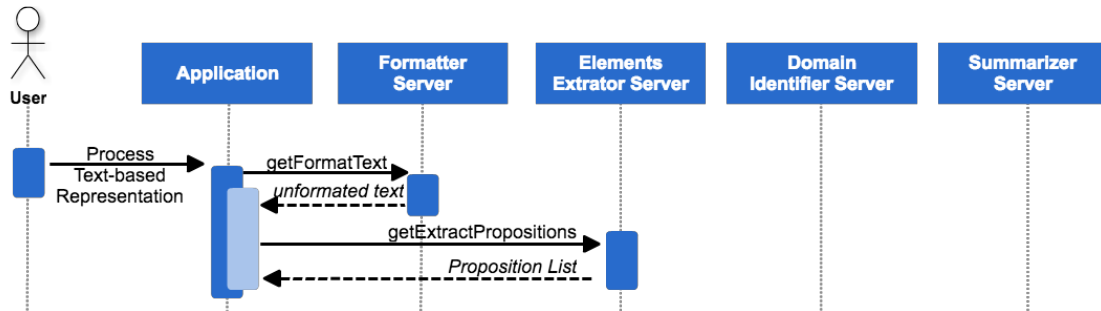 User
Application
Formatter
Server
Elements
Extrator Server
Domain
Identifier Server
Summarizer
Server
Process
Text-based
Representation
getFormatText
unformated text
getExtractPropositions
Proposition List